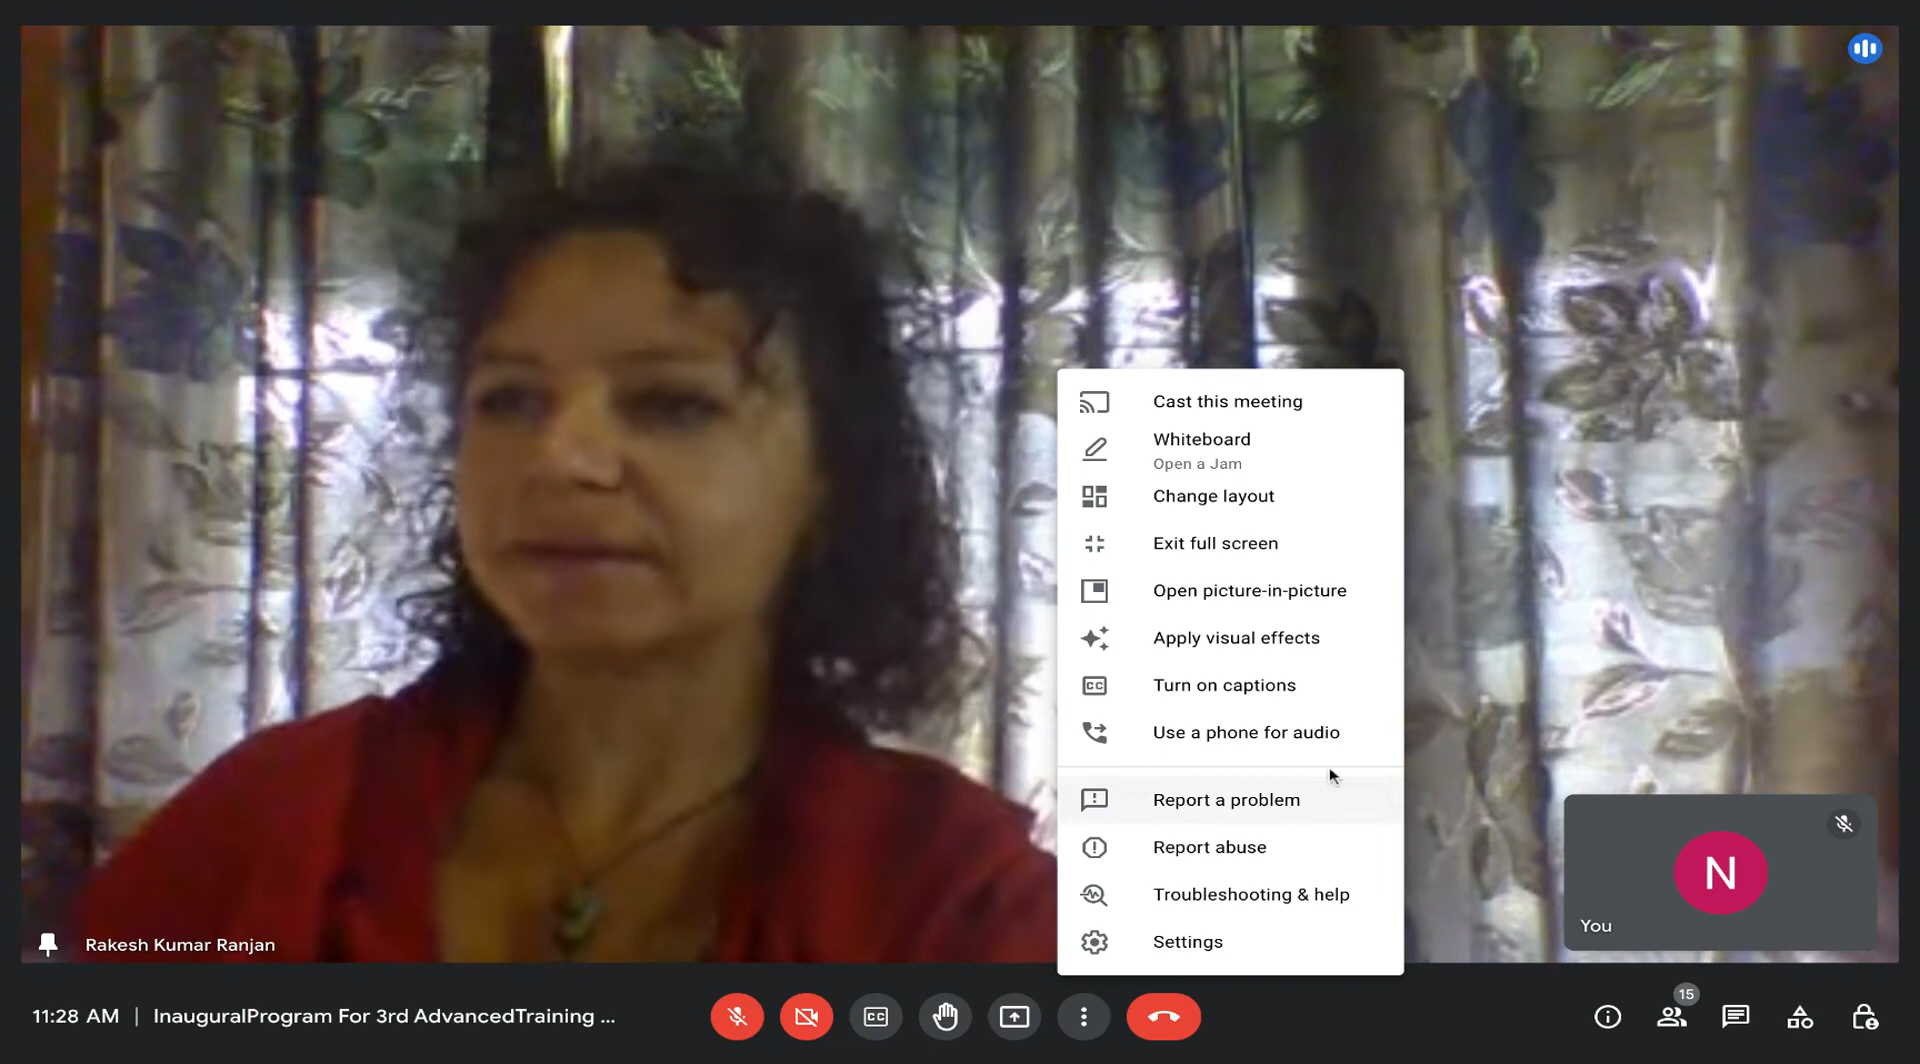 Cast this meeting
Whiteboard
Open a Jam
Change layout
Exit full screen
Open picture-in-picture
Apply visual effects
CC Turn on captions
Use a phone for audio
Report a problem
Report abuse
Troubleshooting & help
Settings
N
You
Rakesh Kumar Ranjan
11:28 AM | InauguralProgram For 3rd AdvancedTraining ...
CC
15